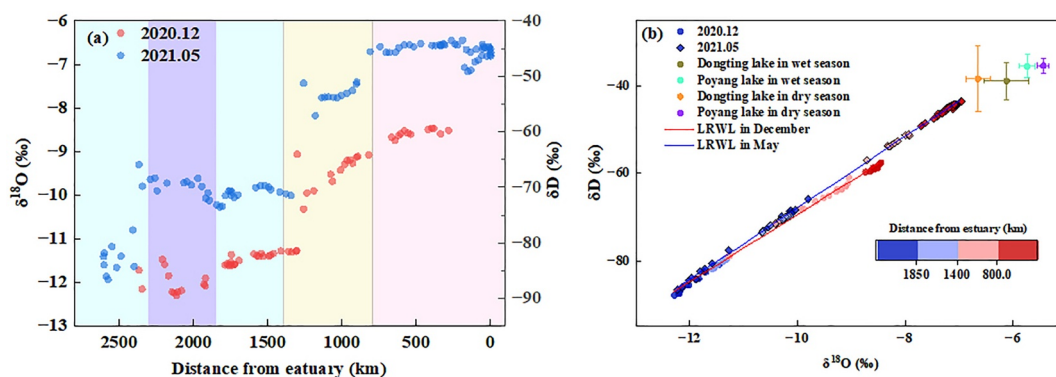 (a)
2020.12
2021.05
−6
−7
−8
−9
−10
−11
−12
−13
δ¹⁸O (‰)
−40
−50
−60
−70
−80
−90
δD (‰)
2500
2000
1500
1000
500
0
Distance from eatuary (km)
(b)
2020.12
2021.05
Dongting lake in wet season
Poyang lake in wet season
Dongting lake in dry season
Poyang lake in dry season
LRWL in December
LRWL in May
−40
−60
−80
δD (‰)
Distance from estuary (km)
1850
1400
800.0
−12
−10
−8
−6
δ¹⁸O (‰)